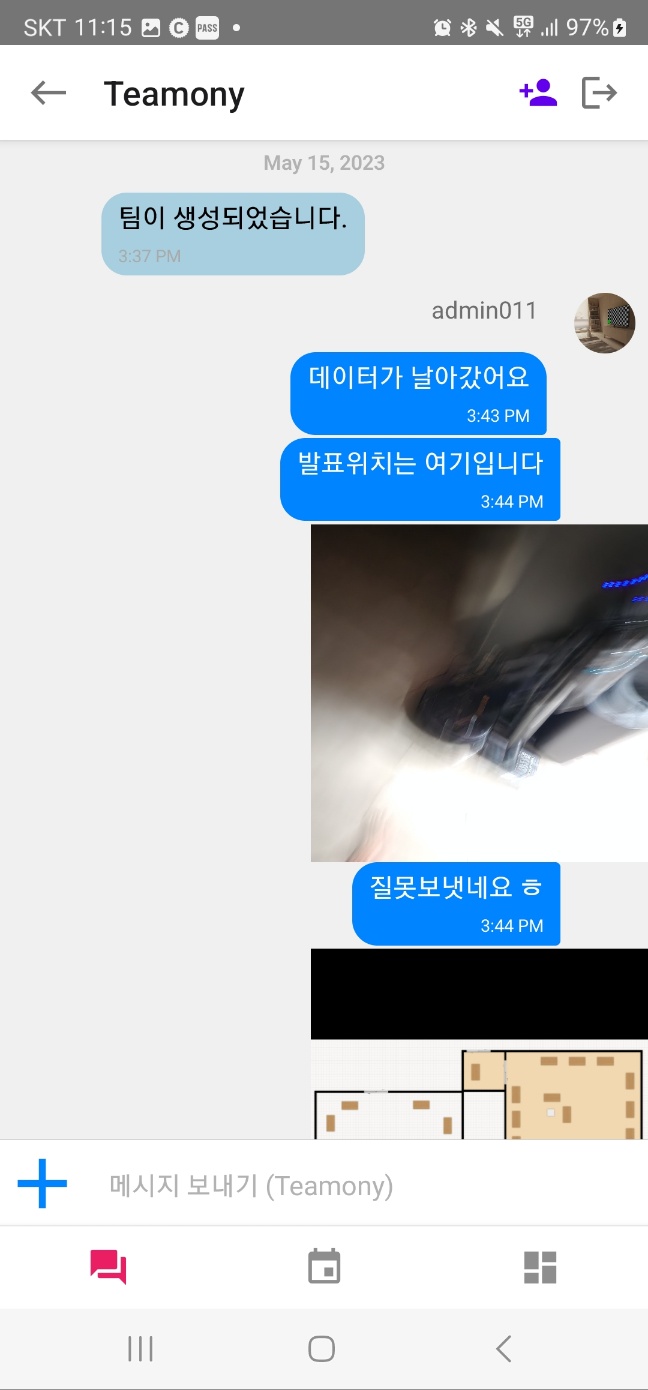 SKT 11:15 C PASS 5G 97%
Teamony
May 15, 2023
팀이 생성되었습니다.
3:37 PM
admin011
데이터가 날아갔어요
3:43 PM
발표위치는 여기입니다
3:44 PM
질못보냇네요 ㅎ
3:44 PM
메시지 보내기 (Teamony)